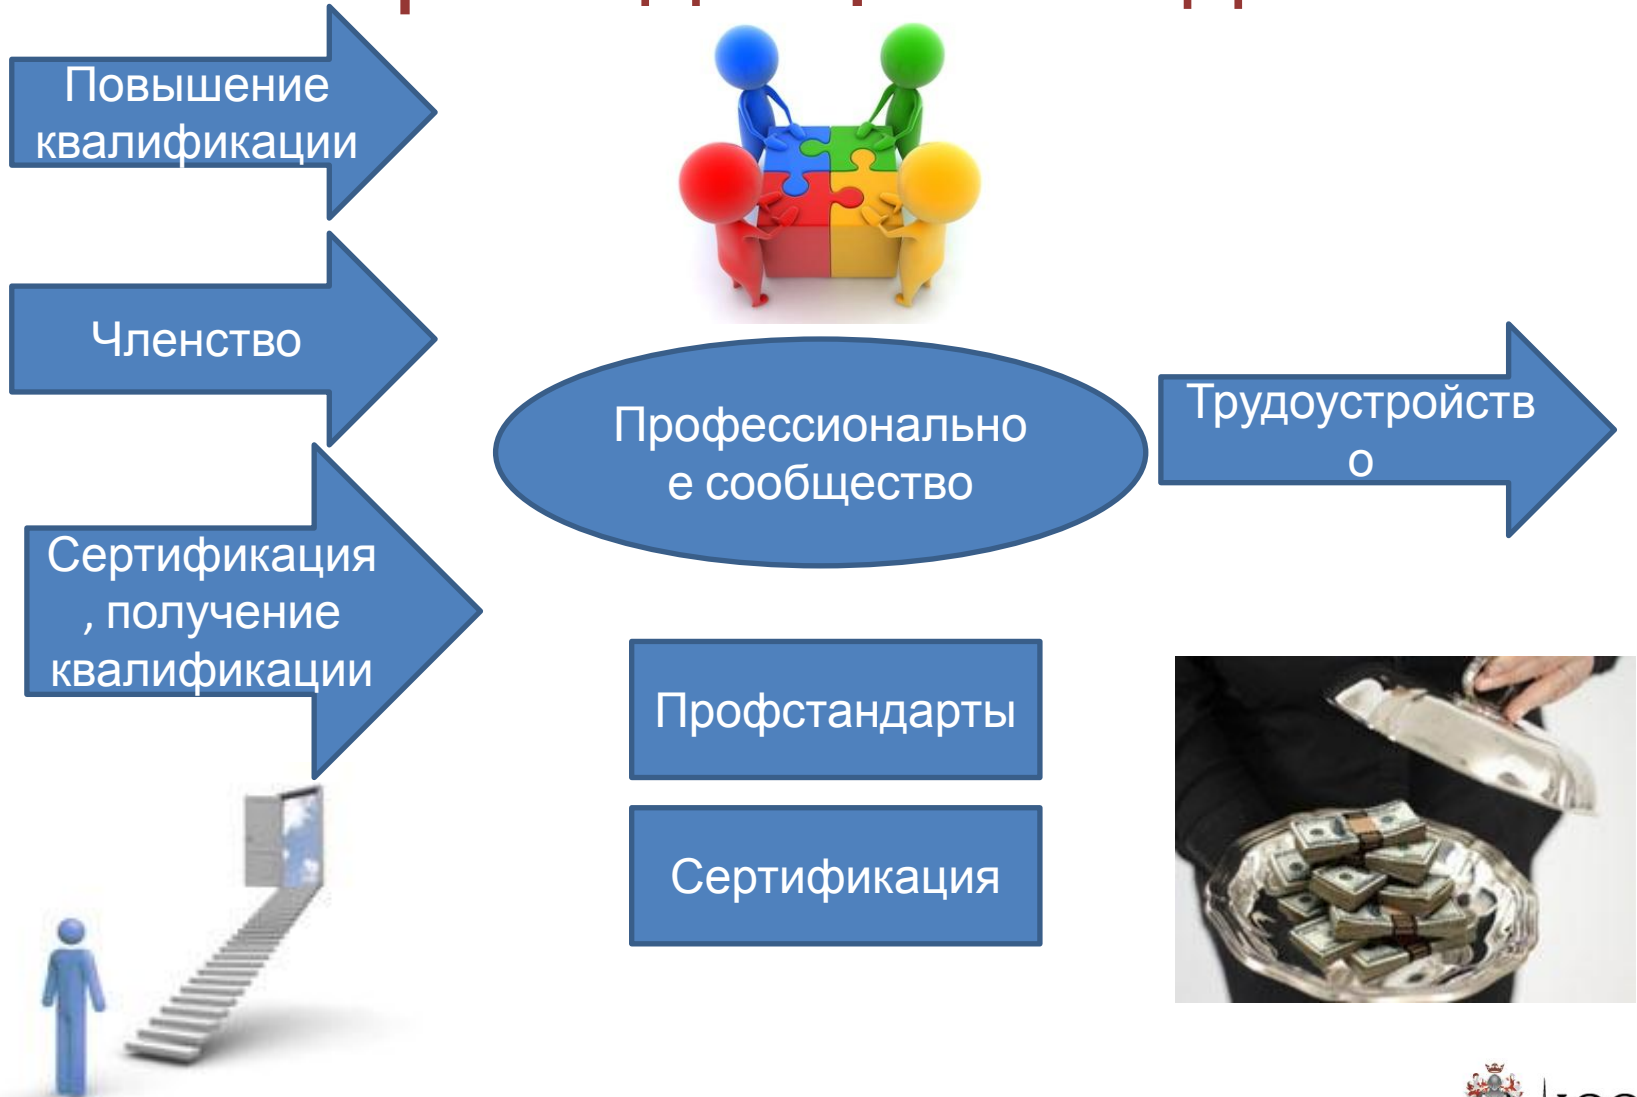 Повышение
квалификации
Членство
Сертификация
, получение
квалификации
Профессионально
е сообщество
Трудоустройств
о
Профстандарты
Сертификация